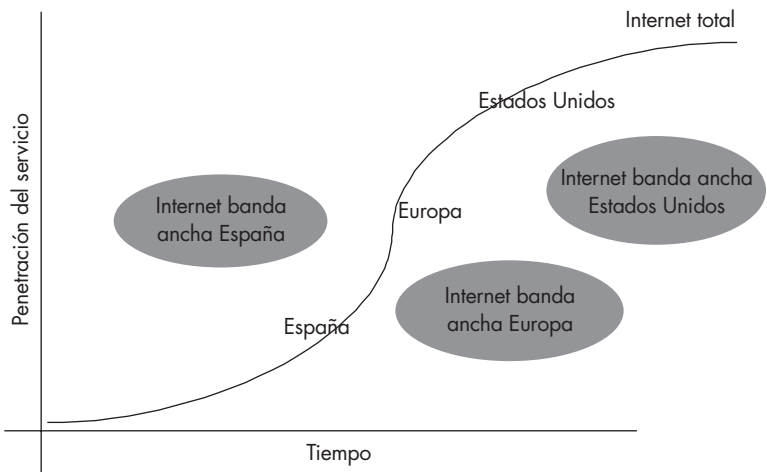 Internet total
Estados Unidos
Internet banda ancha
Estados Unidos
Internet banda
ancha España
Europa
Internet banda
ancha Europa
España
Penetración del servicio
Tiempo